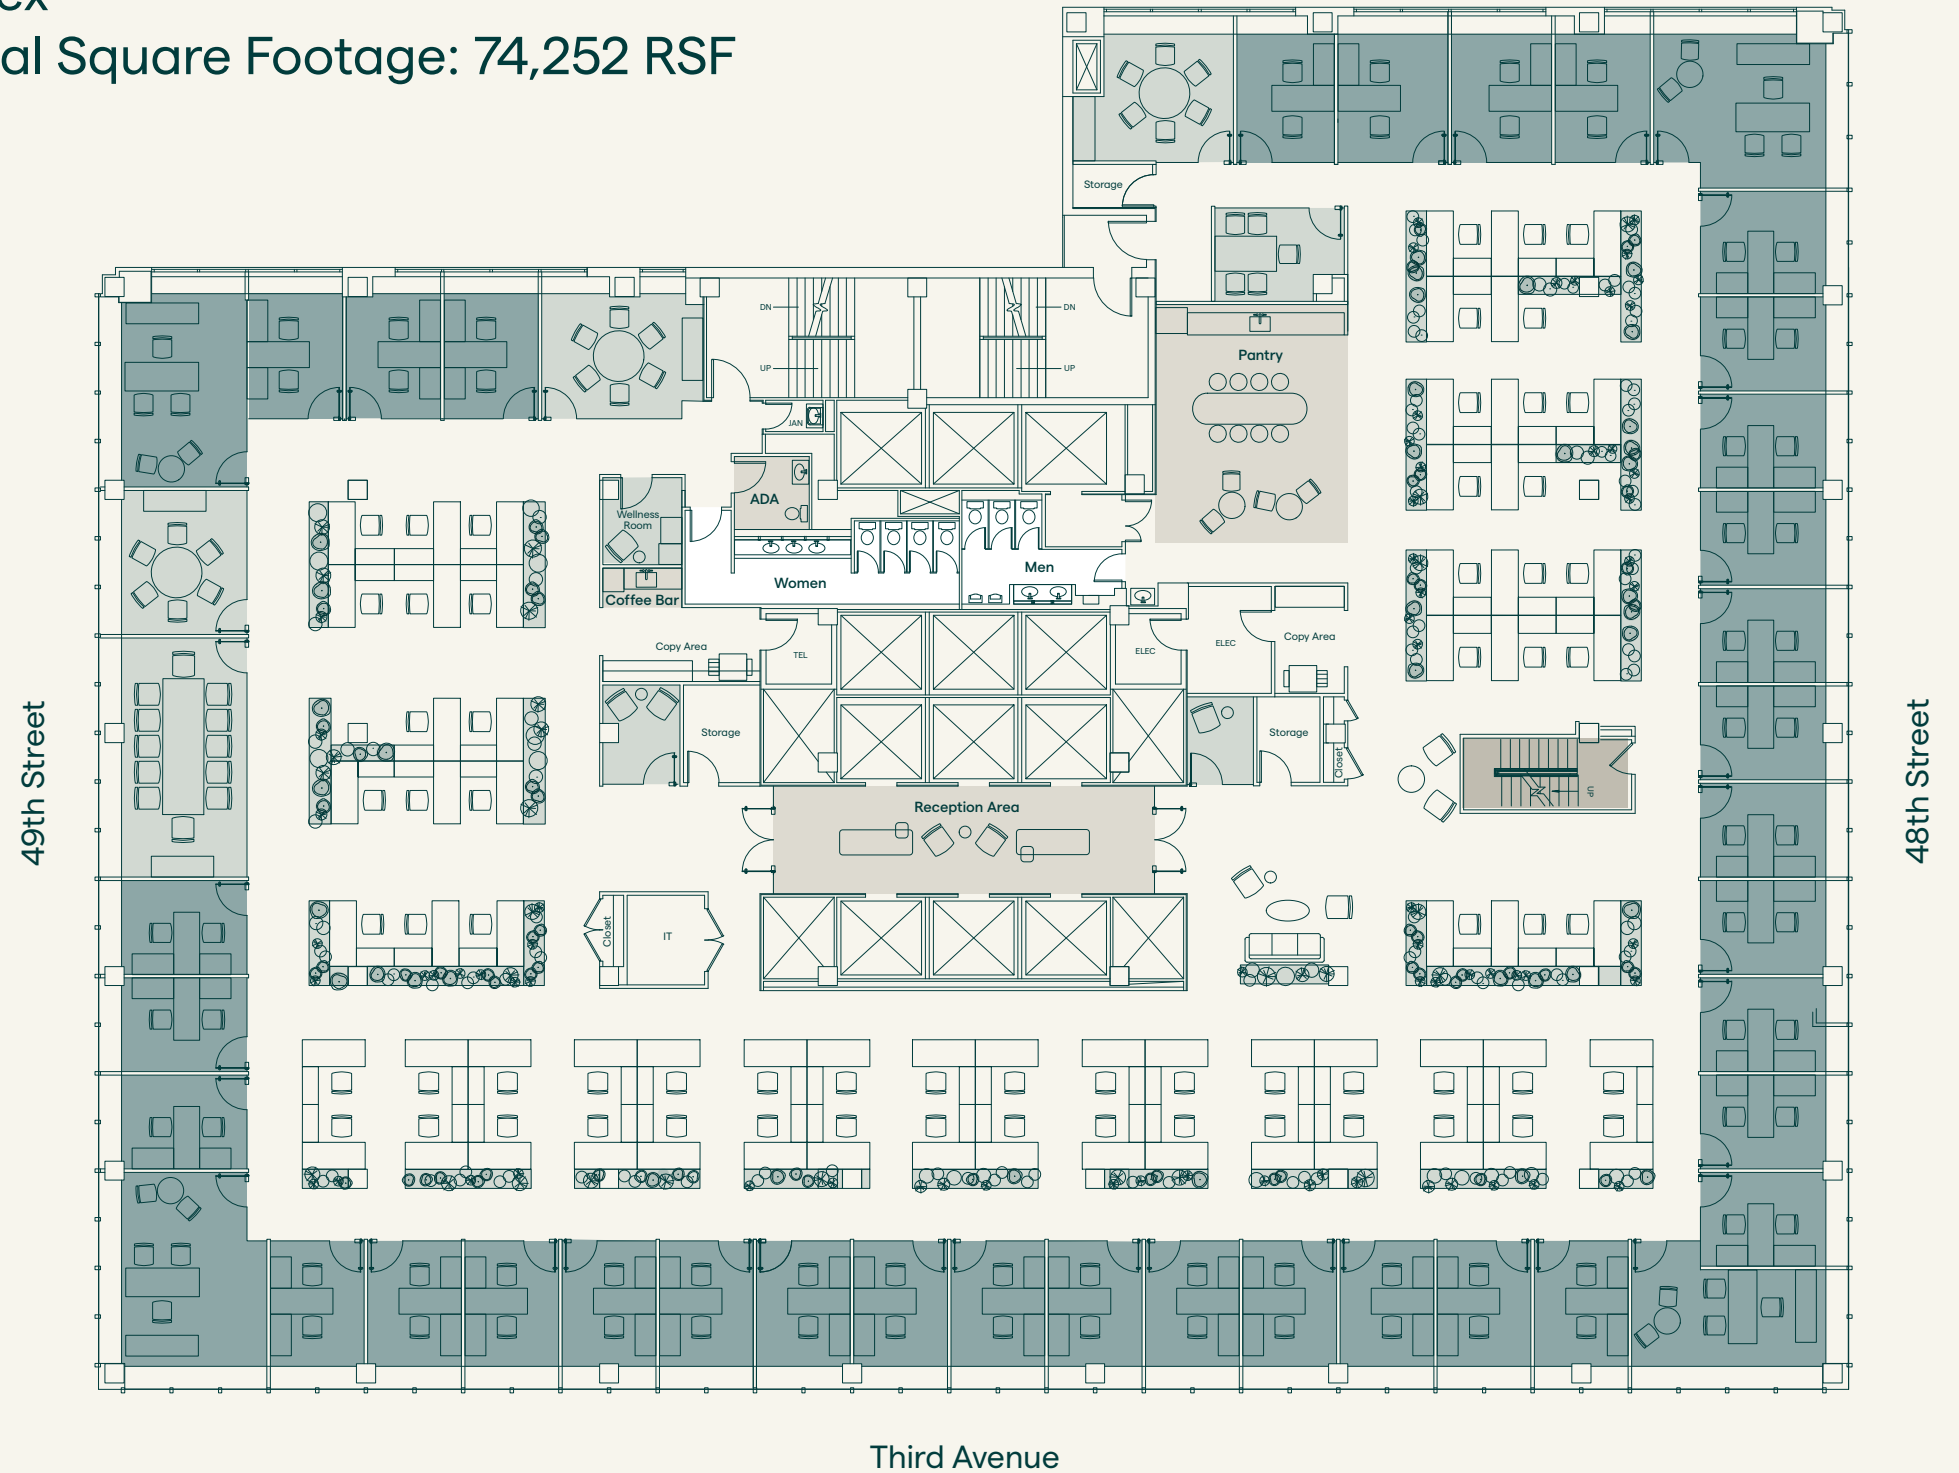 ex
al Square Footage: 74,252 RSF
Storage
DN
DN
Pantry
UP
UP
JAN
ADA
Wellness
Room
Men
Women
Coffee Bar
Copy Area
TEL
ELEC
ELEC
Copy Area
49th Street
48th Street
Storage
Storage
Closet
UP
Reception Area
Closet
IT
Third Avenue